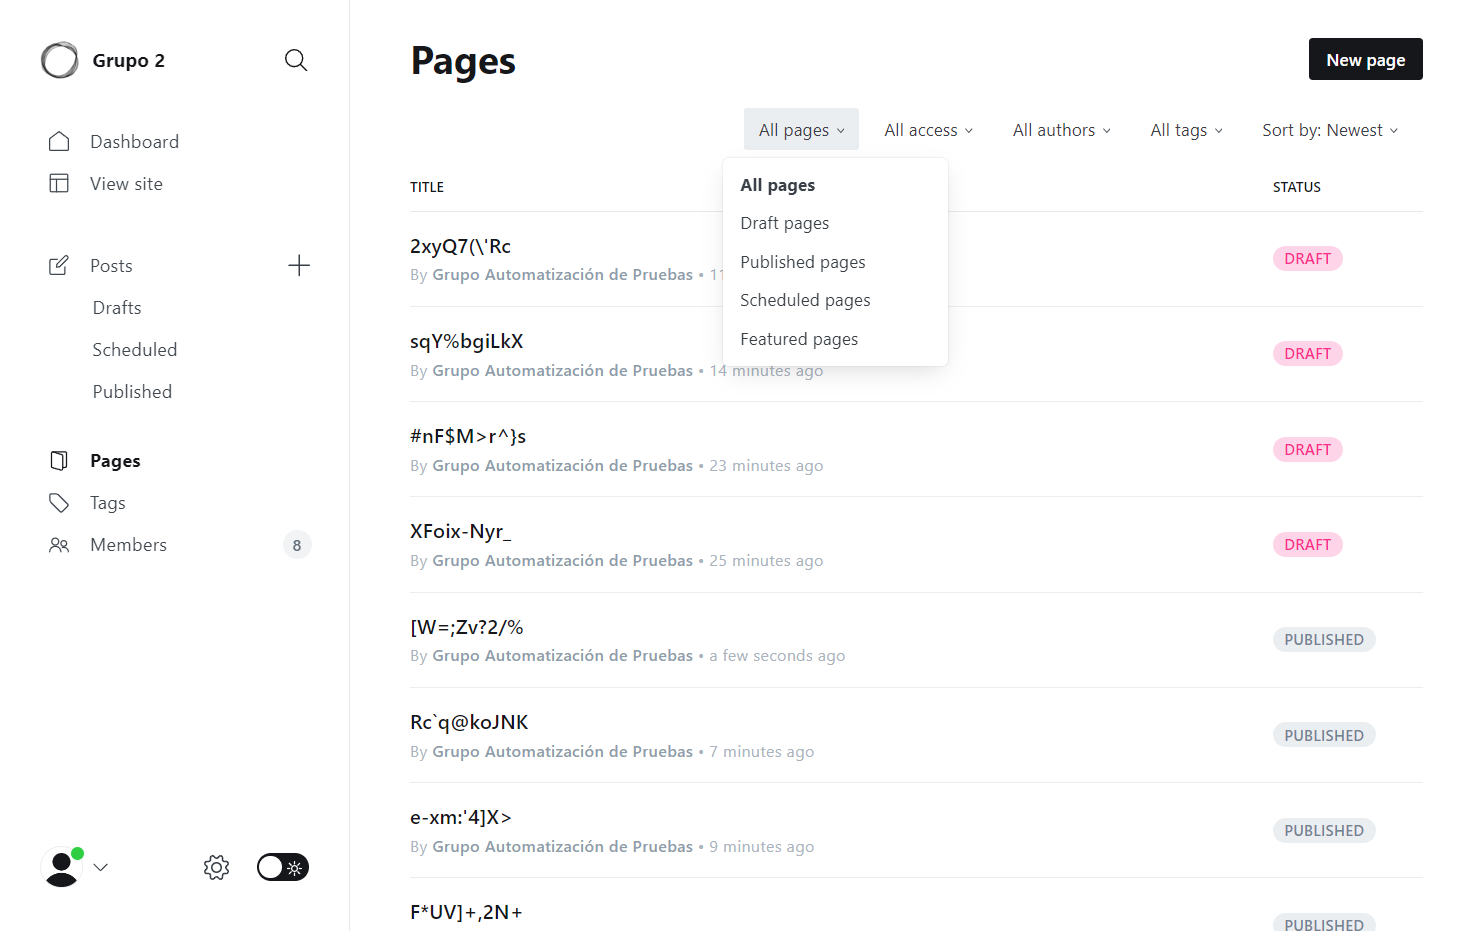 Grupo 2
Dashboard
View site
Posts
Drafts
Scheduled
Published
Pages
Tags
Members 8
Pages
New page
All pages All access All authors All tags Sort by: Newest
All pages
Draft pages
Published pages
Scheduled pages
Featured pages
TITLE STATUS
2xyQ7(\'Rc
By Grupo Automatización de Pruebas • 11
DRAFT
sqY%bgiLkX
By Grupo Automatización de Pruebas • 14 minutes ago
DRAFT
#nF$M>r^}s
By Grupo Automatización de Pruebas • 23 minutes ago
DRAFT
XFoix-Nyr_
By Grupo Automatización de Pruebas • 25 minutes ago
DRAFT
[W=;Zv?2/%
By Grupo Automatización de Pruebas • a few seconds ago
PUBLISHED
Rc`q@koJNK
By Grupo Automatización de Pruebas • 7 minutes ago
PUBLISHED
e-xm:'4]X>
By Grupo Automatización de Pruebas • 9 minutes ago
PUBLISHED
F*UV]+,2N+
PUBLISHED